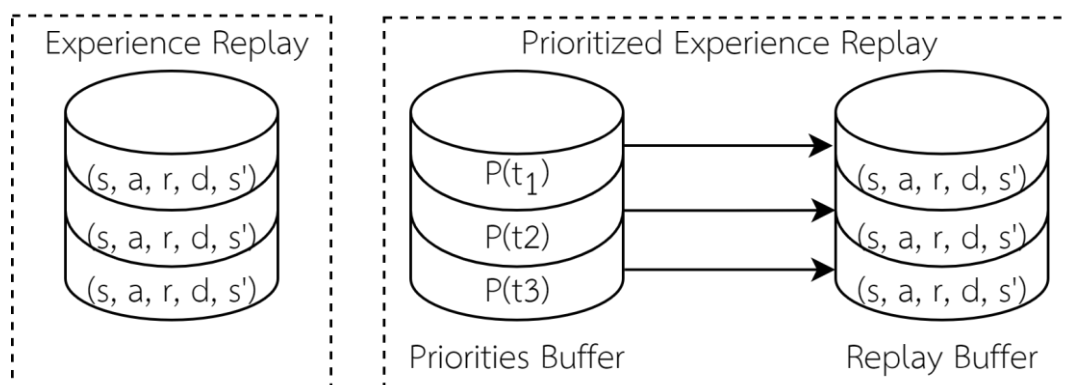 Experience Replay
(s, a, r, d, s')
(s, a, r, d, s')
(s, a, r, d, s')
Prioritized Experience Replay
P(t₁)
P(t2)
P(t3)
(s, a, r, d, s')
(s, a, r, d, s')
(s, a, r, d, s')
Priorities Buffer
Replay Buffer